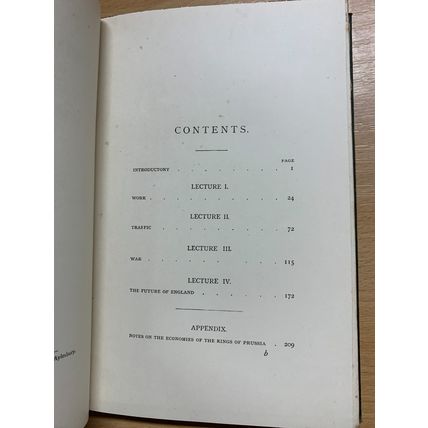 CONTENTS.
PAGE
INTRODUCTORY . . . . . . . . 1
LECTURE I.
WORK . . . . . . . . . . 24
LECTURE II.
TRAFFIC . . . . . . . . . 72
LECTURE III.
WAR . . . . . . . . . . 115
LECTURE IV.
THE FUTURE OF ENGLAND . . . . . . 172
APPENDIX.
NOTES ON THE ECONOMIES OF THE KINGS OF PRUSSIA . 209
b
Aylesbury.